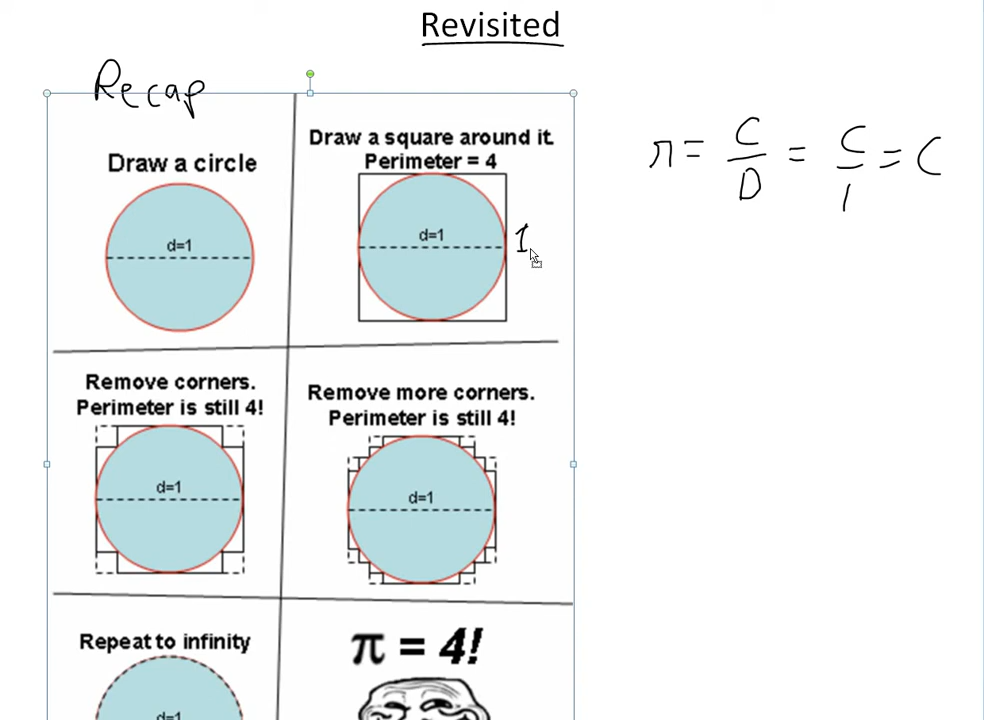 Revisited
Recap
Draw a circle
d=1
Draw a square around it.
Perimeter = 4
d=1
1
π = C/D = C/1 = C
Remove corners.
Perimeter is still 4!
d=1
Remove more corners.
Perimeter is still 4!
d=1
Repeat to infinity
d=1
π = 4!